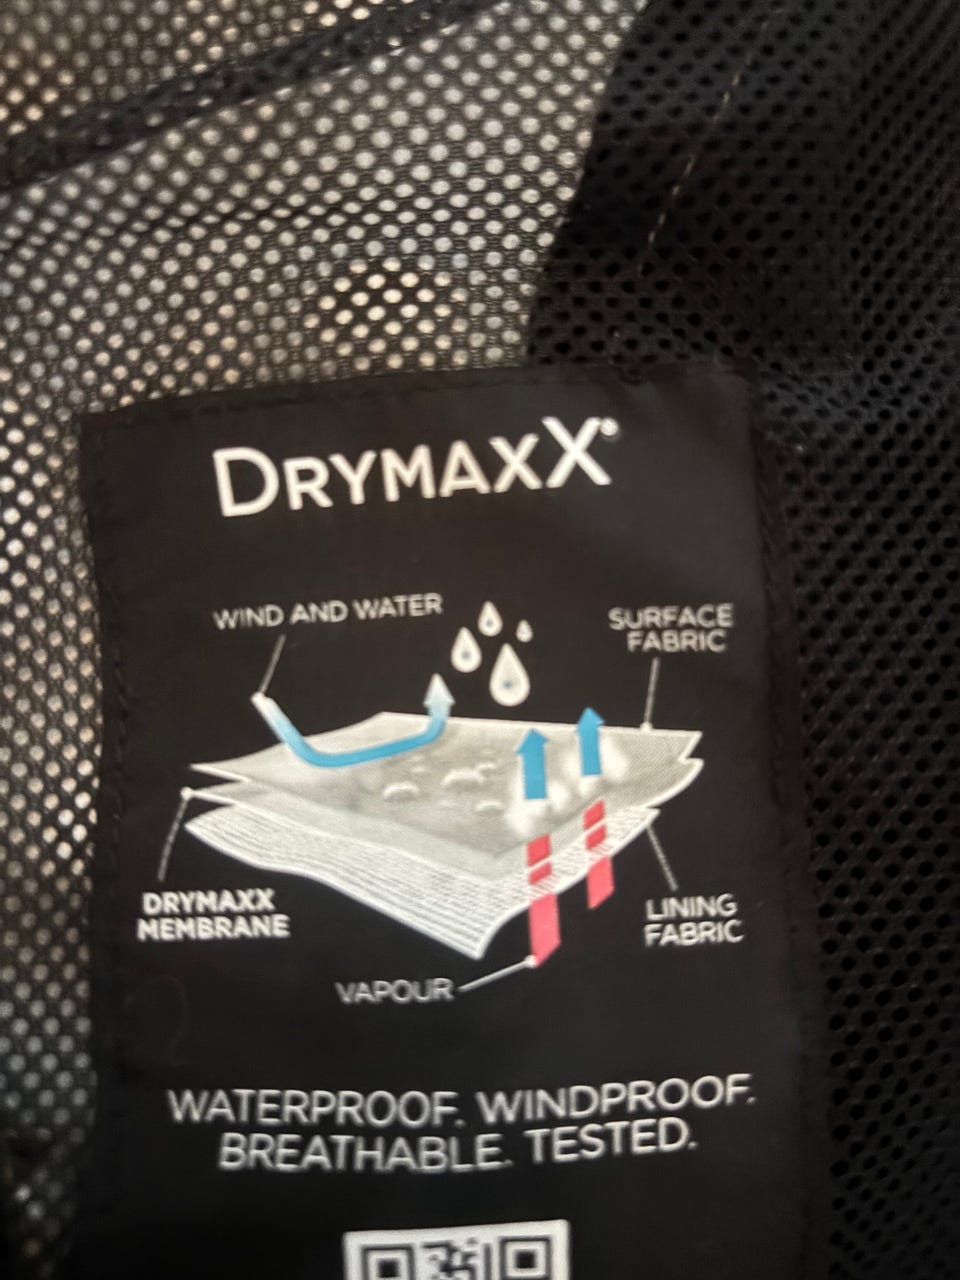 DRYMAXX®
WIND AND WATER
SURFACE
FABRIC
DRYMAXX
MEMBRANE
LINING
FABRIC
VAPOUR
WATERPROOF. WINDPROOF.
BREATHABLE. TESTED.